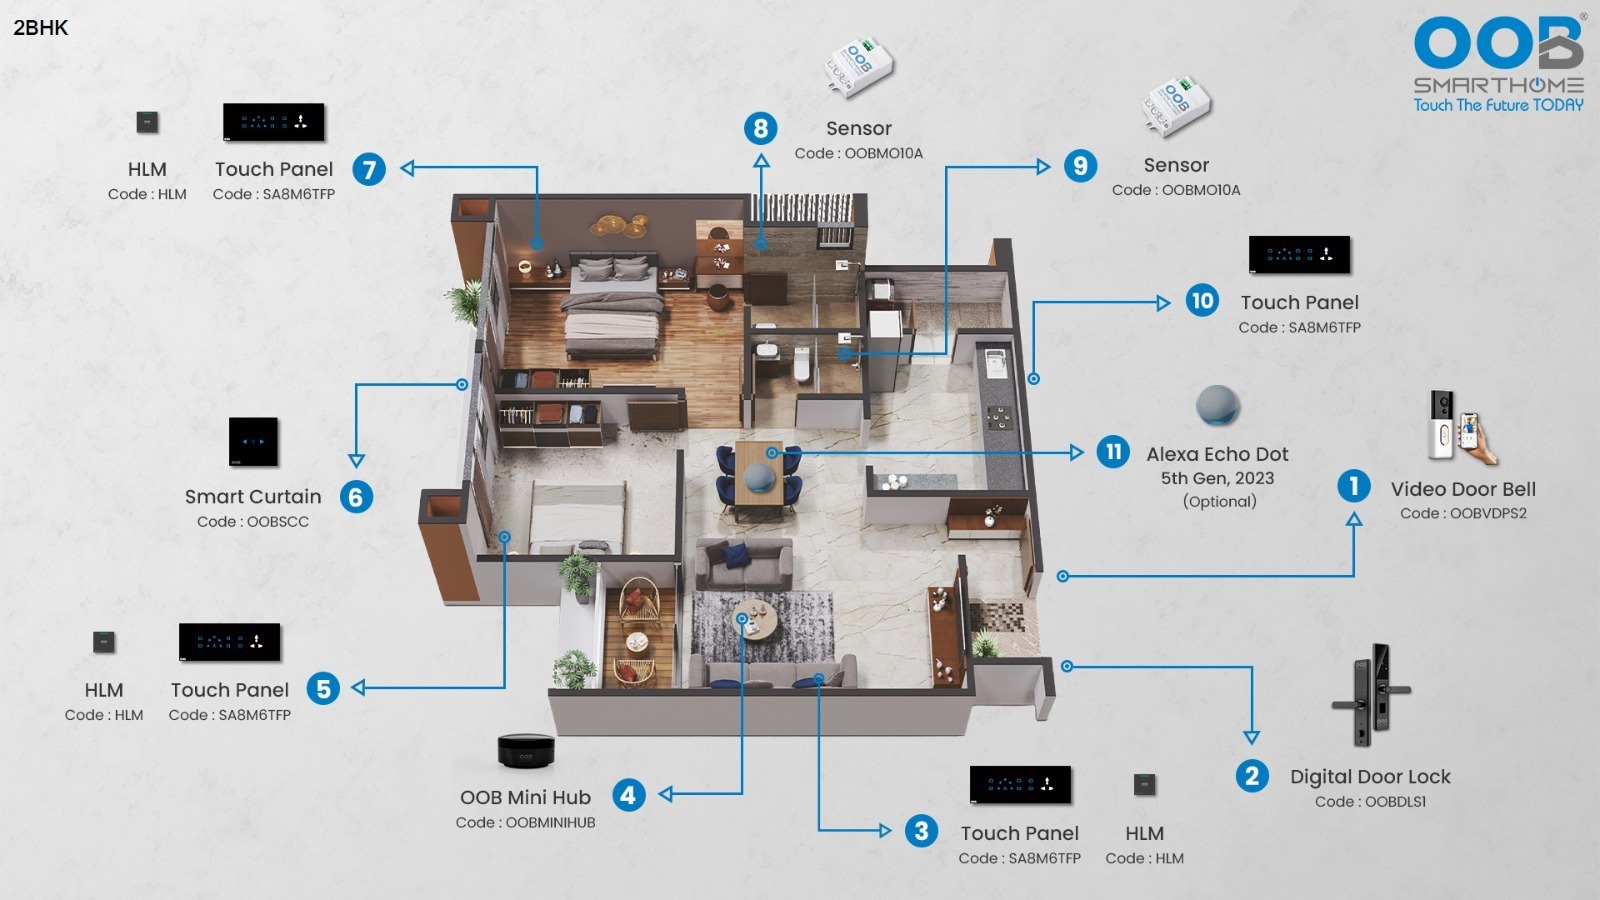 2BHK
OOB®
SMARTHOME
Touch The Future TODAY
1
Video Door Bell
Code : OOBVDPS2
2
Digital Door Lock
Code : OOBDLS1
3
Touch Panel
Code : SA8M6TFP
HLM
Code : HLM
4
OOB Mini Hub
Code : OOBMINIHUB
5
HLM
Code : HLM
Touch Panel
Code : SA8M6TFP
6
Smart Curtain
Code : OOBSCC
7
HLM
Code : HLM
Touch Panel
Code : SA8M6TFP
8
OOB
Sensor
Code : OOBMO10A
9
OOB
Sensor
Code : OOBMO10A
10
Touch Panel
Code : SA8M6TFP
11
Alexa Echo Dot
5th Gen, 2023
(Optional)